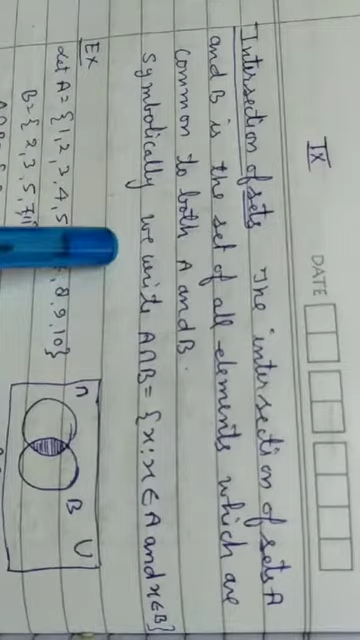 IX
DATE
Intersection of sets The intersection of sets A
and B is the set of all elements which are
common to both A and B.
Symbolically we write A∩B = {x : x ∈ A and x ∈ B}
EX
Let A = {1, 2, 3, 4, 5 , 8, 9, 10}
B = {2, 3, 5, 7, 11
B
U